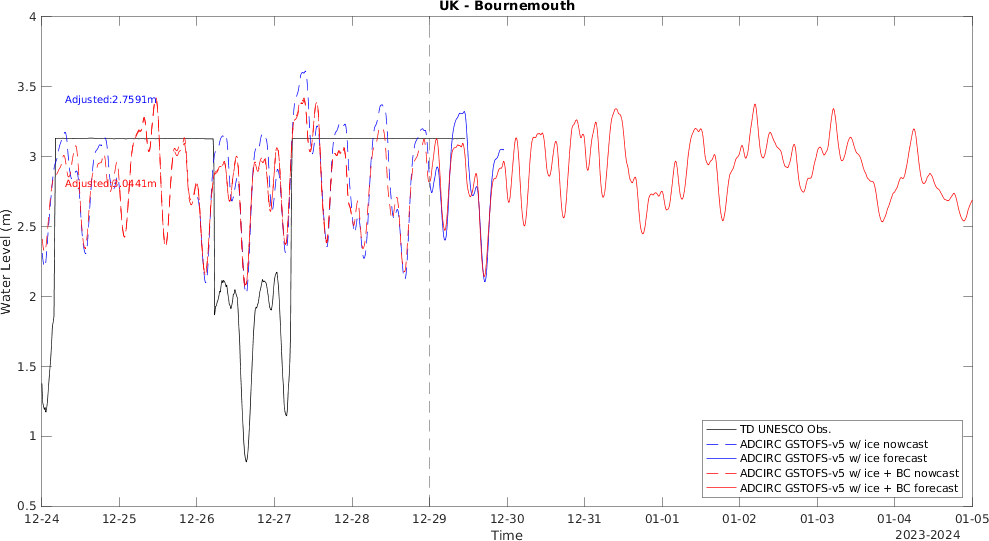 UK - Bournemouth
4
3.5
3
2.5
2
1.5
1
0.5
Water Level (m)
Adjusted:2.7591m
Adjusted:3.0441m
TD UNESCO Obs.
ADCIRC GSTOFS-v5 w/ ice nowcast
ADCIRC GSTOFS-v5 w/ ice forecast
ADCIRC GSTOFS-v5 w/ ice + BC nowcast
ADCIRC GSTOFS-v5 w/ ice + BC forecast
12-24 12-25 12-26 12-27 12-28 12-29 12-30 12-31 01-01 01-02 01-03 01-04 01-05
Time
2023-2024